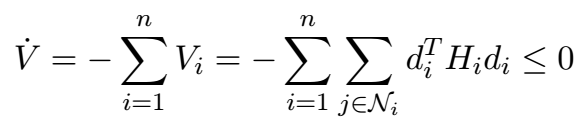 $\dot{V} = -\sum_{i=1}^{n} V_i = -\sum_{i=1}^{n} \sum_{j \in \mathcal{N}_i} d_i^T H_i d_i \leq 0$